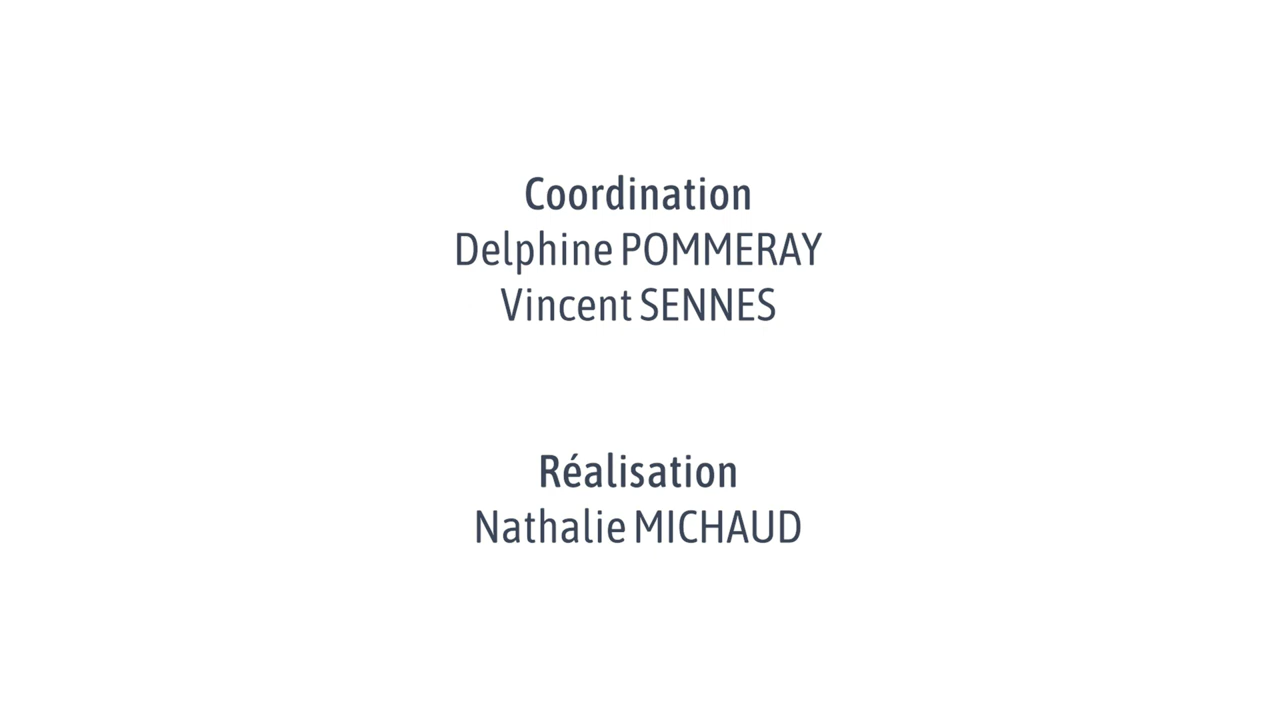 Coordination
Delphine POMMERAY
Vincent SENNES
Réalisation
Nathalie MICHAUD